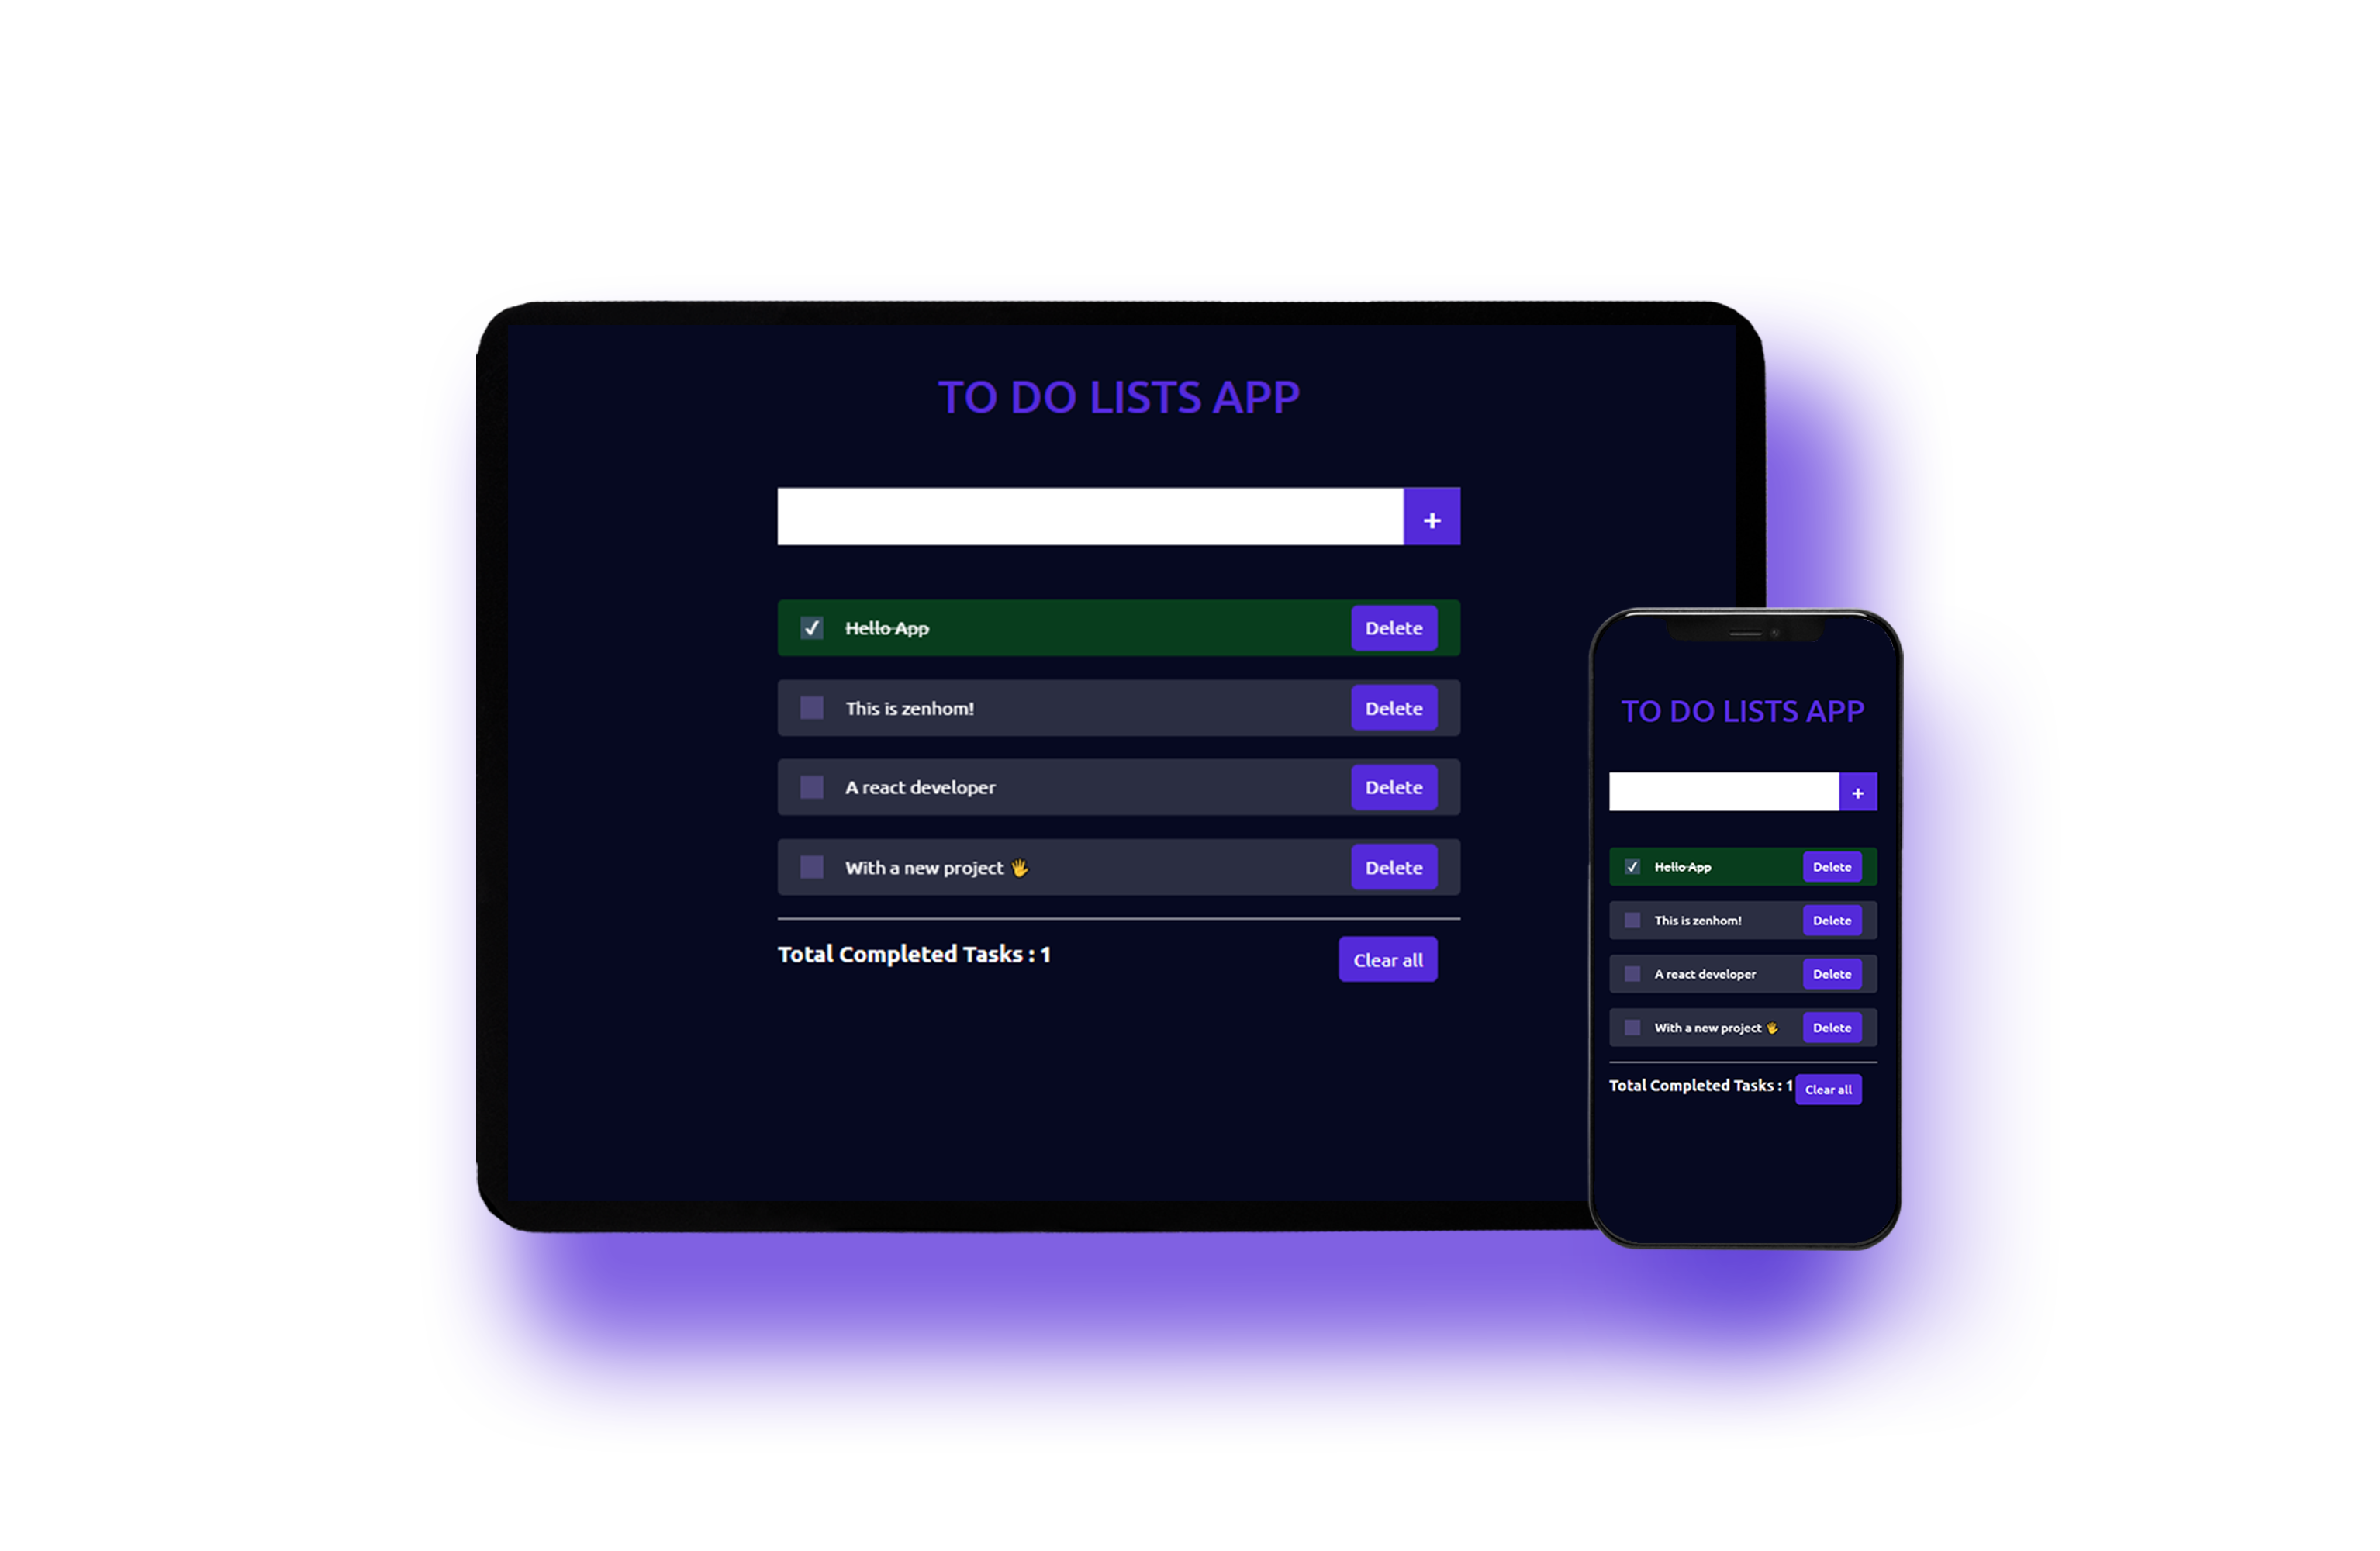 TO DO LISTS APP
+
Hello App Delete
This is zenhom! Delete
A react developer Delete
With a new project 🖐 Delete
Total Completed Tasks : 1 Clear all
TO DO LISTS APP
+
Hello App Delete
This is zenhom! Delete
A react developer Delete
With a new project 🖐 Delete
Total Completed Tasks : 1 Clear all